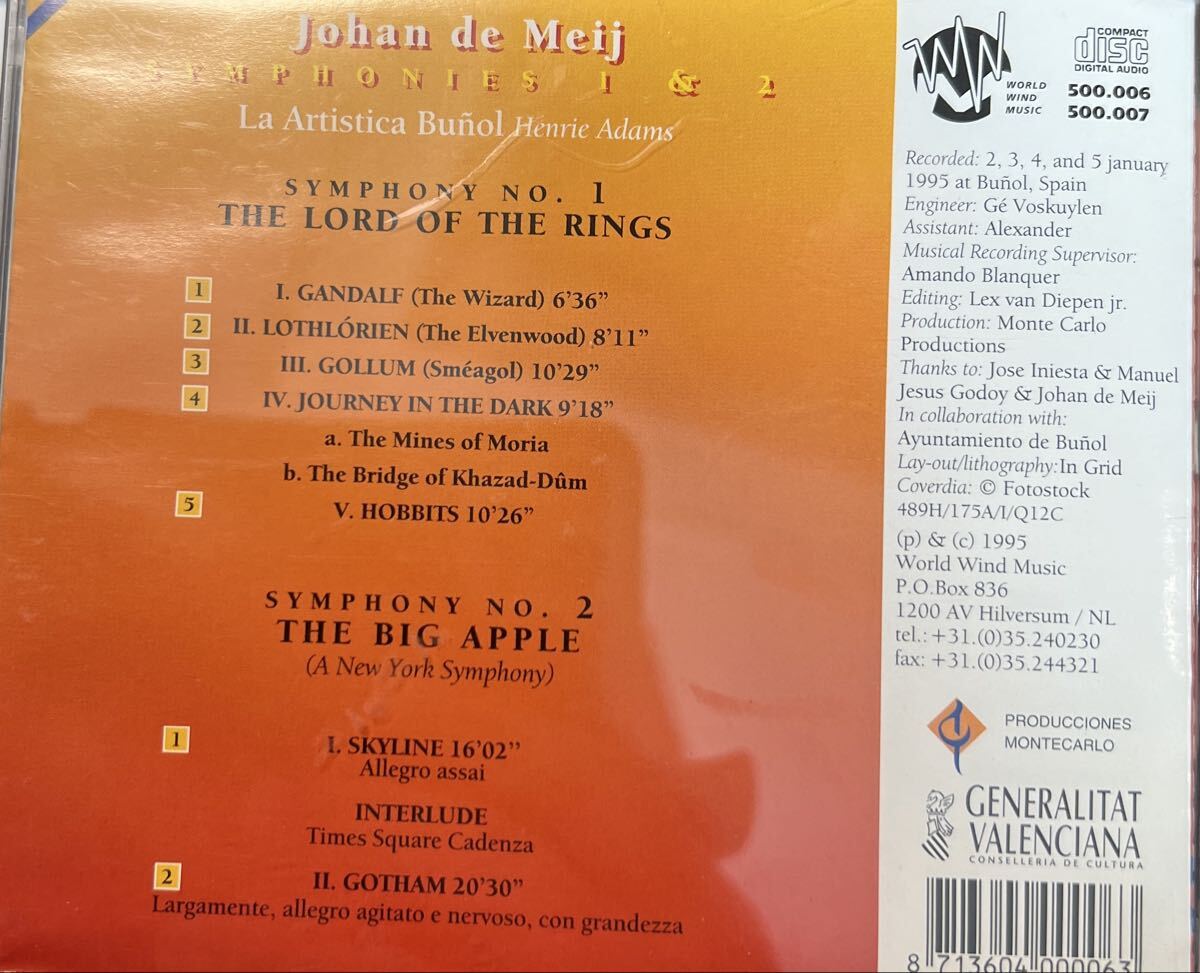 Johan de Meij
SYMPHONIES 1 & 2
La Artistica Buñol Henrie Adams
SYMPHONY NO. 1
THE LORD OF THE RINGS
1 I. GANDALF (The Wizard) 6'36"
2 II. LOTHLÓRIEN (The Elvenwood) 8'11"
3 III. GOLLUM (Sméagol) 10'29"
4 IV. JOURNEY IN THE DARK 9'18"
a. The Mines of Moria
b. The Bridge of Khazad-Dûm
5 V. HOBBITS 10'26"
SYMPHONY NO. 2
THE BIG APPLE
(A New York Symphony)
1 I. SKYLINE 16'02"
Allegro assai
INTERLUDE
Times Square Cadenza
2 II. GOTHAM 20'30"
Largamente, allegro agitato e nervoso, con grandezza
WWM
WORLD
WIND
MUSIC
COMPACT
disc
DIGITAL AUDIO
500.006
500.007
Recorded: 2, 3, 4, and 5 january
1995 at Buñol, Spain
Engineer: Gé Voskuylen
Assistant: Alexander
Musical Recording Supervisor:
Amando Blanquer
Editing: Lex van Diepen jr.
Production: Monte Carlo
Productions
Thanks to: Jose Iniesta & Manuel
Jesus Godoy & Johan de Meij
In collaboration with:
Ayuntamiento de Buñol
Lay-out/lithography:In Grid
Coverdia: © Fotostock
489H/175A/I/Q12C
(p) & (c) 1995
World Wind Music
P.O.Box 836
1200 AV Hilversum / NL
tel.: +31.(0)35.240230
fax: +31.(0)35.244321
PRODUCCIONES
MONTECARLO
GENERALITAT
VALENCIANA
CONSELLERIA DE CULTURA
8 713604 000063